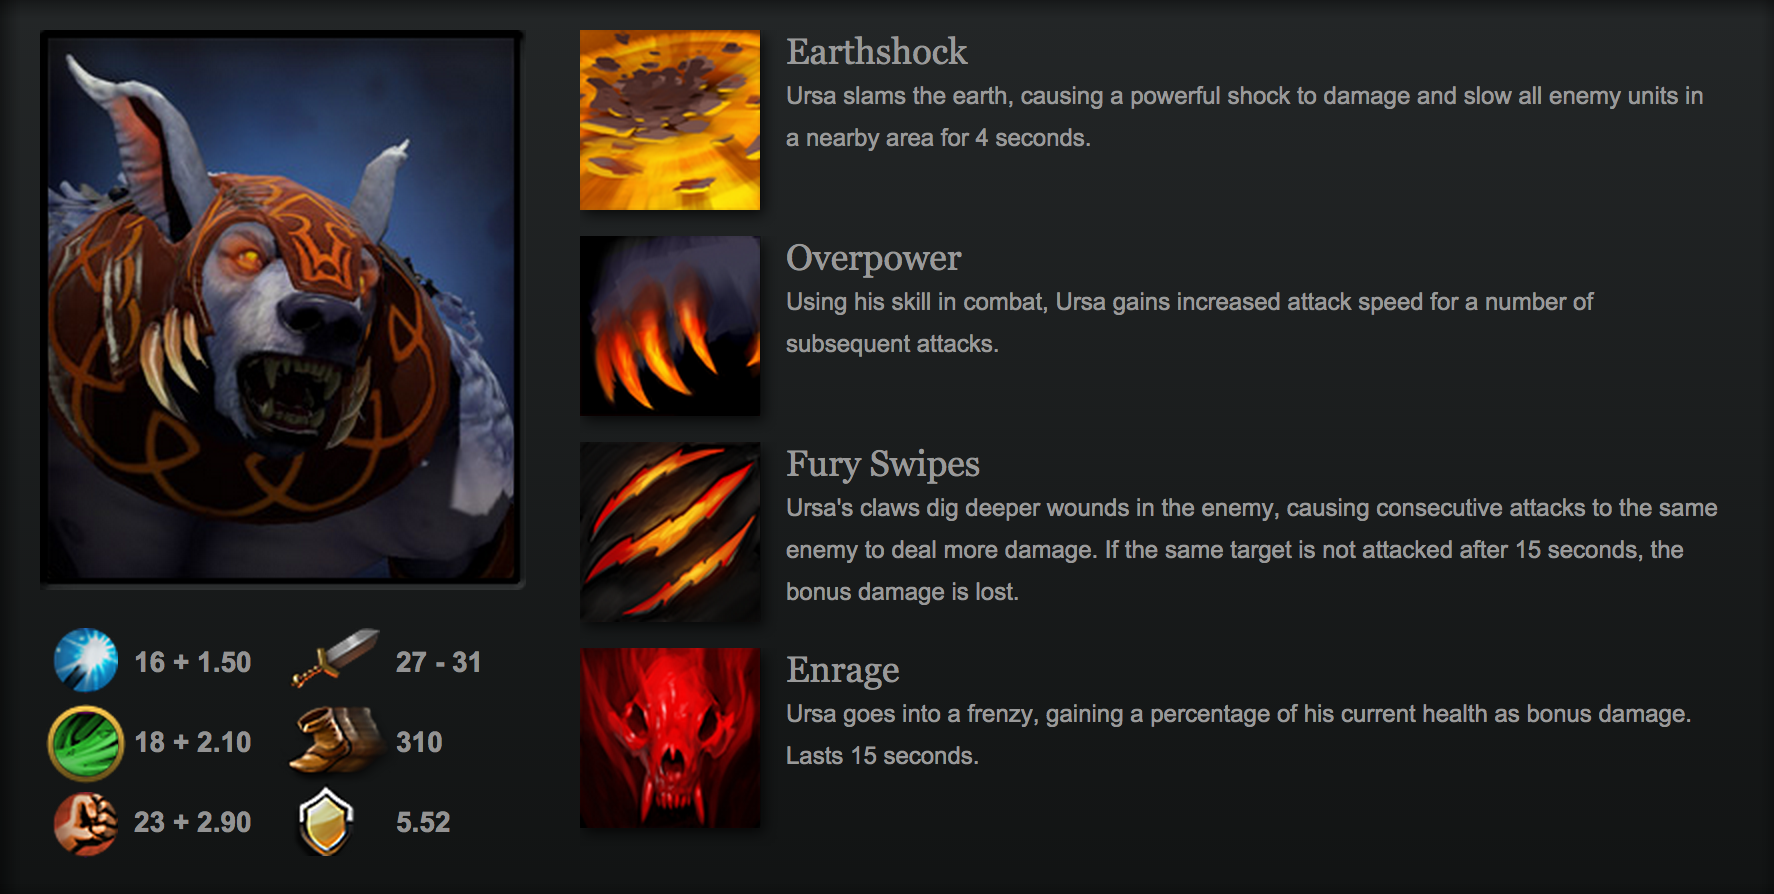 Earthshock
Ursa slams the earth, causing a powerful shock to damage and slow all enemy units in
a nearby area for 4 seconds.
Overpower
Using his skill in combat, Ursa gains increased attack speed for a number of
subsequent attacks.
Fury Swipes
Ursa's claws dig deeper wounds in the enemy, causing consecutive attacks to the same
enemy to deal more damage. If the same target is not attacked after 15 seconds, the
bonus damage is lost.
Enrage
Ursa goes into a frenzy, gaining a percentage of his current health as bonus damage.
Lasts 15 seconds.
16 + 1.50
27 - 31
18 + 2.10
310
23 + 2.90
5.52